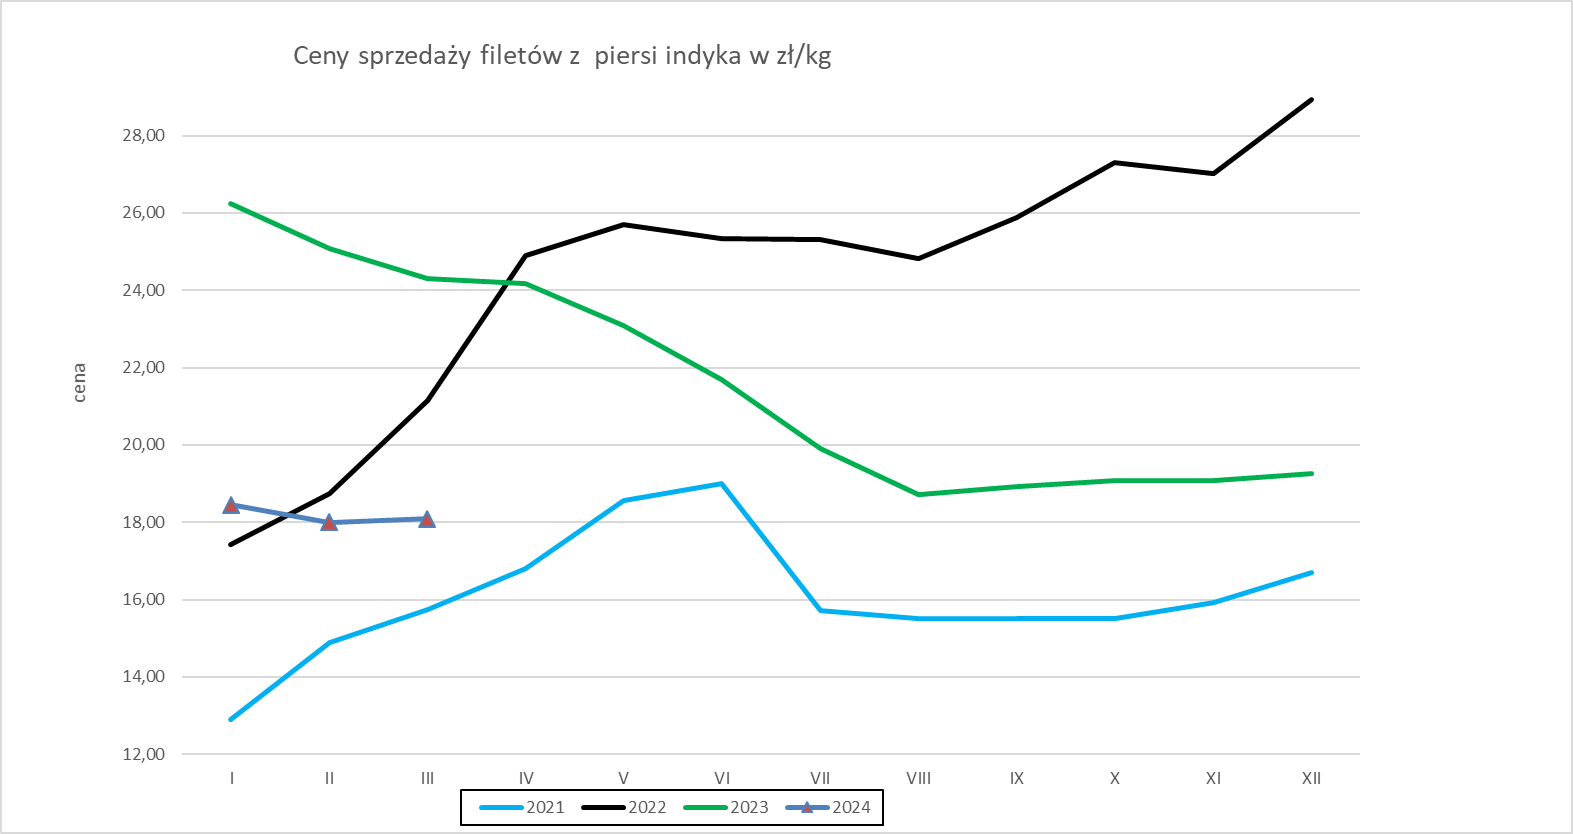 Ceny sprzedaży filetów z  piersi indyka w zł/kg
28,00
26,00
24,00
22,00
20,00
18,00
16,00
14,00
12,00
cena
I II III IV V VI VII VIII IX X XI XII
2021 2022 2023 2024